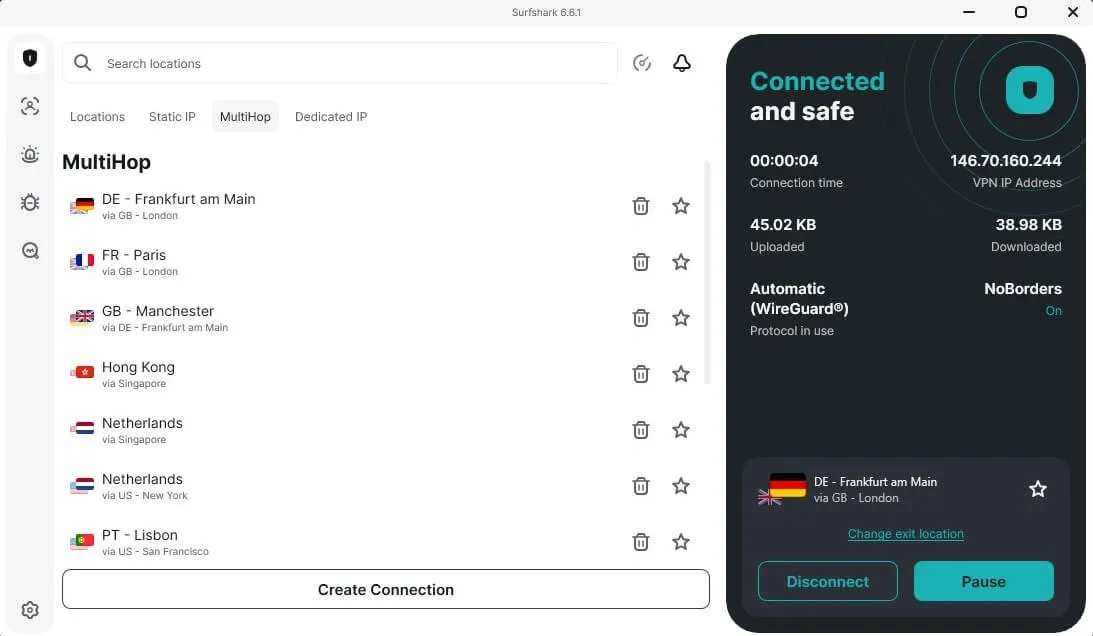 Surfshark 6.6.1
Search locations
Locations Static IP MultiHop Dedicated IP
MultiHop
DE - Frankfurt am Main
via GB - London
FR - Paris
via GB - London
GB - Manchester
via DE - Frankfurt am Main
Hong Kong
via Singapore
Netherlands
via Singapore
Netherlands
via US - New York
PT - Lisbon
via US - San Francisco
Create Connection
Connected
and safe
00:00:04 146.70.160.244
Connection time VPN IP Address
45.02 KB 38.98 KB
Uploaded Downloaded
Automatic NoBorders
(WireGuard®) On
Protocol in use
DE - Frankfurt am Main
via GB - London
Change exit location
Disconnect Pause